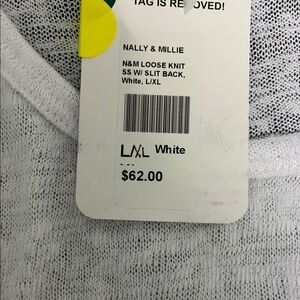 TAG IS REMOVED!
NALLY & MILLIE
N&M LOOSE KNIT
SS W/ SLIT BACK,
White, L/XL
L/XL White
$62.00